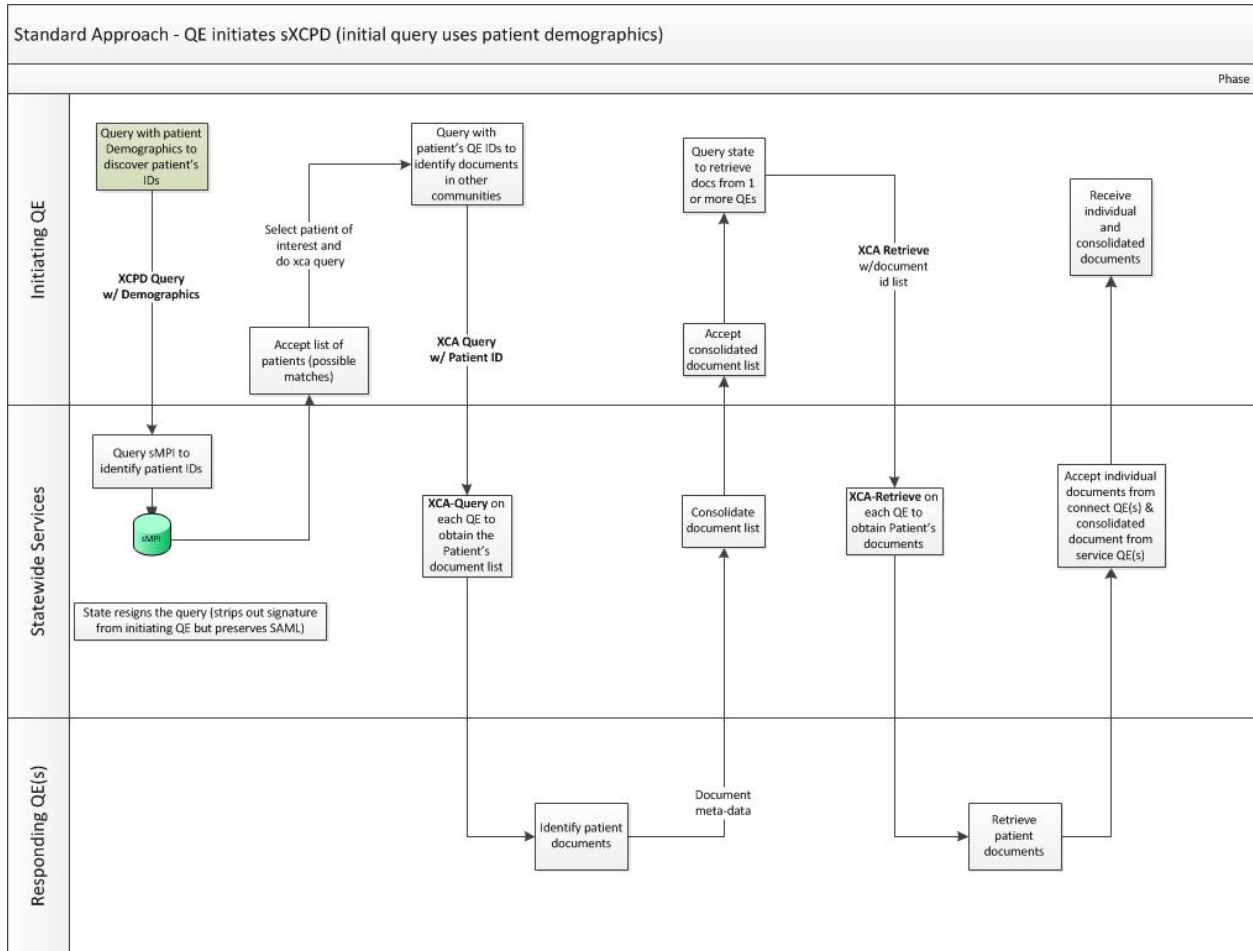 Standard Approach - QE initiates sXCPD (initial query uses patient demographics)
Phase
Initiating QE
Query with patient
Demographics to
discover patient's
IDs
XCPD Query
w/ Demographics
Accept list of
patients (possible
matches)
Select patient of
interest and
do xca query
Query with
patient's QE IDs to
identify documents
in other
communities
XCA Query
w/ Patient ID
Accept
consolidated
document list
Query state
to retrieve
docs from 1
or more QEs
XCA Retrieve
w/document
id list
Receive
individual
and
consolidated
documents
Statewide Services
Query sMPI to
identify patient IDs
sMPI
State resigns the query (strips out signature
from initiating QE but preserves SAML)
XCA-Query on
each QE to
obtain the
Patient's
document list
Consolidate
document list
XCA-Retrieve on
each QE to
obtain Patient's
documents
Accept individual
documents from
connect QE(s) &
consolidated
document from
service QE(s)
Responding QE(s)
Identify patient
documents
Document
meta-data
Retrieve
patient
documents